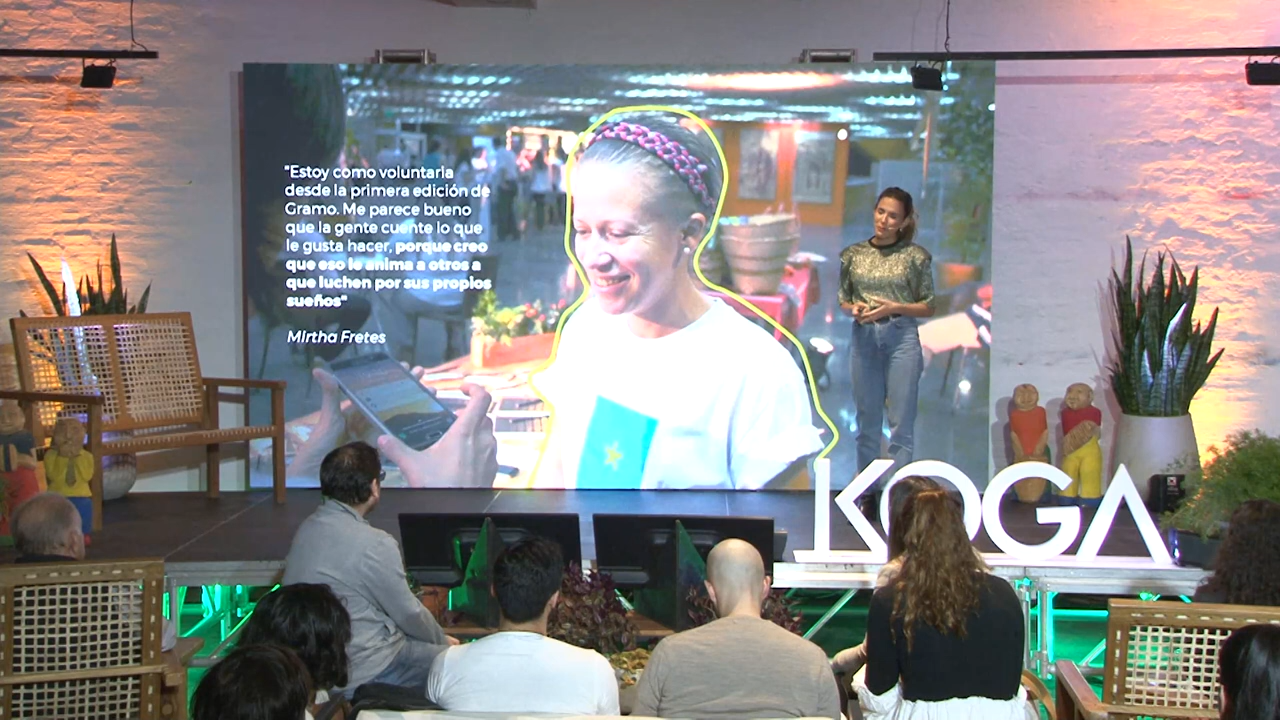 "Estoy como voluntaria
desde la primera edición de
Gramo. Me parece bueno
que la gente cuente lo que
le gusta hacer, porque creo
que eso le anima a otros a
que luchen por sus propios
sueños"
Mirtha Fretes
KOGA